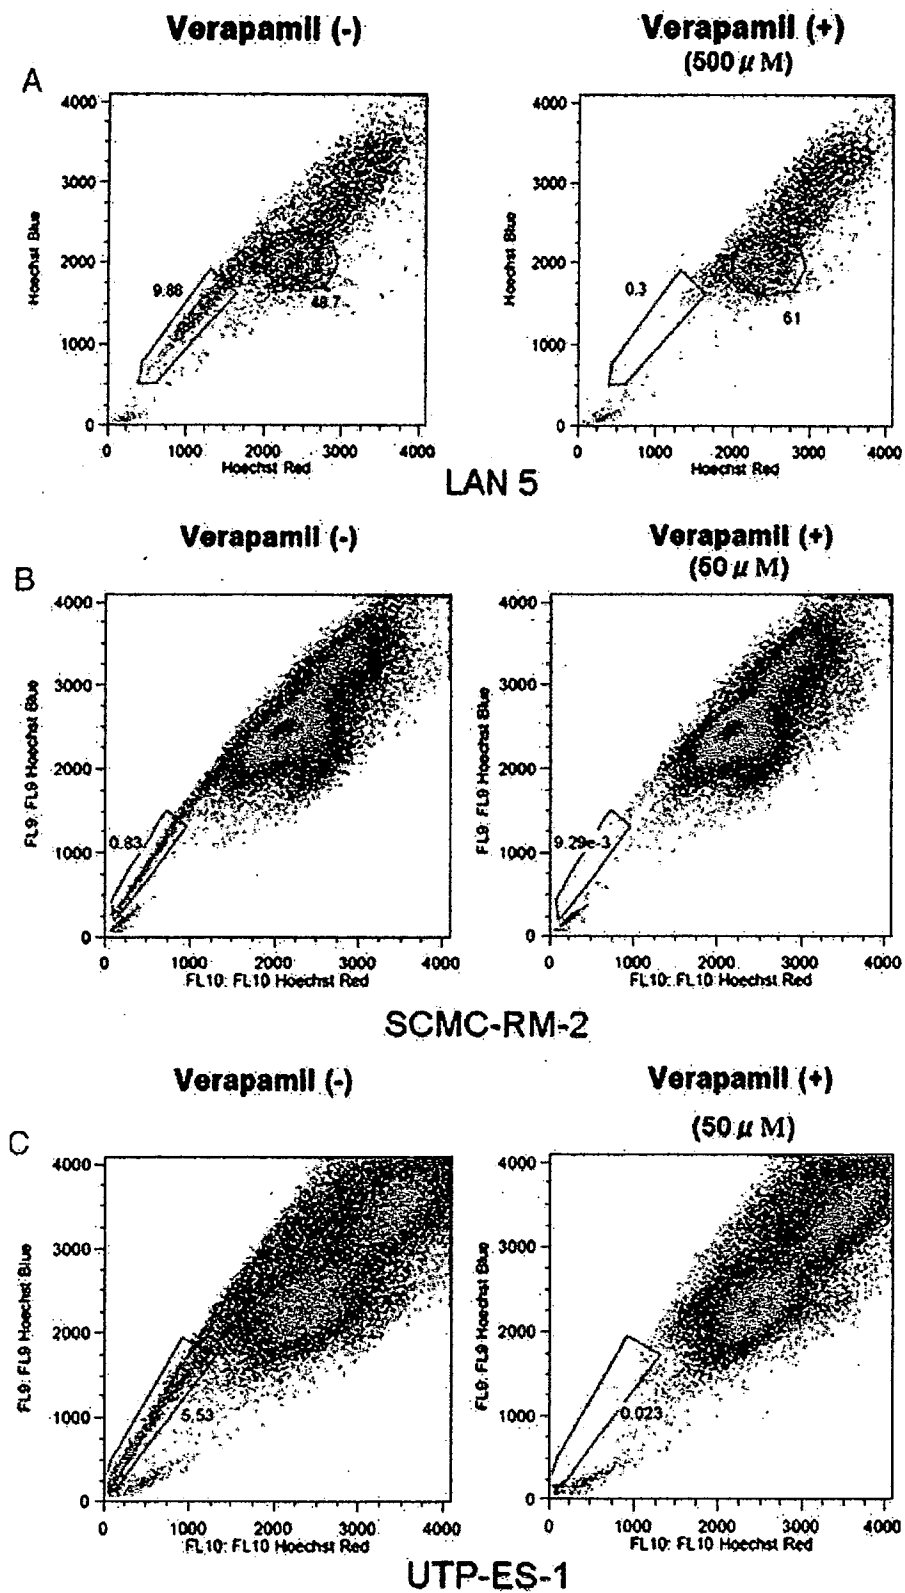 Verapamil (-)
Verapamil (+)
(500 μ M)
A
4000
3000
2000
1000
0
Hoechst Blue
9.88
48.7
0 1000 2000 3000 4000
Hoechst Red
4000
3000
2000
1000
0
Hoechst Blue
0.3
61
0 1000 2000 3000 4000
Hoechst Red
LAN 5
Verapamil (-)
Verapamil (+)
(50 μ M)
B
4000
3000
2000
1000
0
FL9: FL9 Hoechst Blue
0.83
0 1000 2000 3000 4000
FL10: FL10 Hoechst Red
4000
3000
2000
1000
0
FL9: FL9 Hoechst Blue
9.29e-3
0 1000 2000 3000 4000
FL10: FL10 Hoechst Red
SCMC-RM-2
Verapamil (-)
Verapamil (+)
(50 μ M)
C
4000
3000
2000
1000
0
FL9: FL9 Hoechst Blue
5.53
0 1000 2000 3000 4000
FL10: FL10 Hoechst Red
4000
3000
2000
1000
0
FL9: FL9 Hoechst Blue
0.023
0 1000 2000 3000 4000
FL10: FL10 Hoechst Red
UTP-ES-1